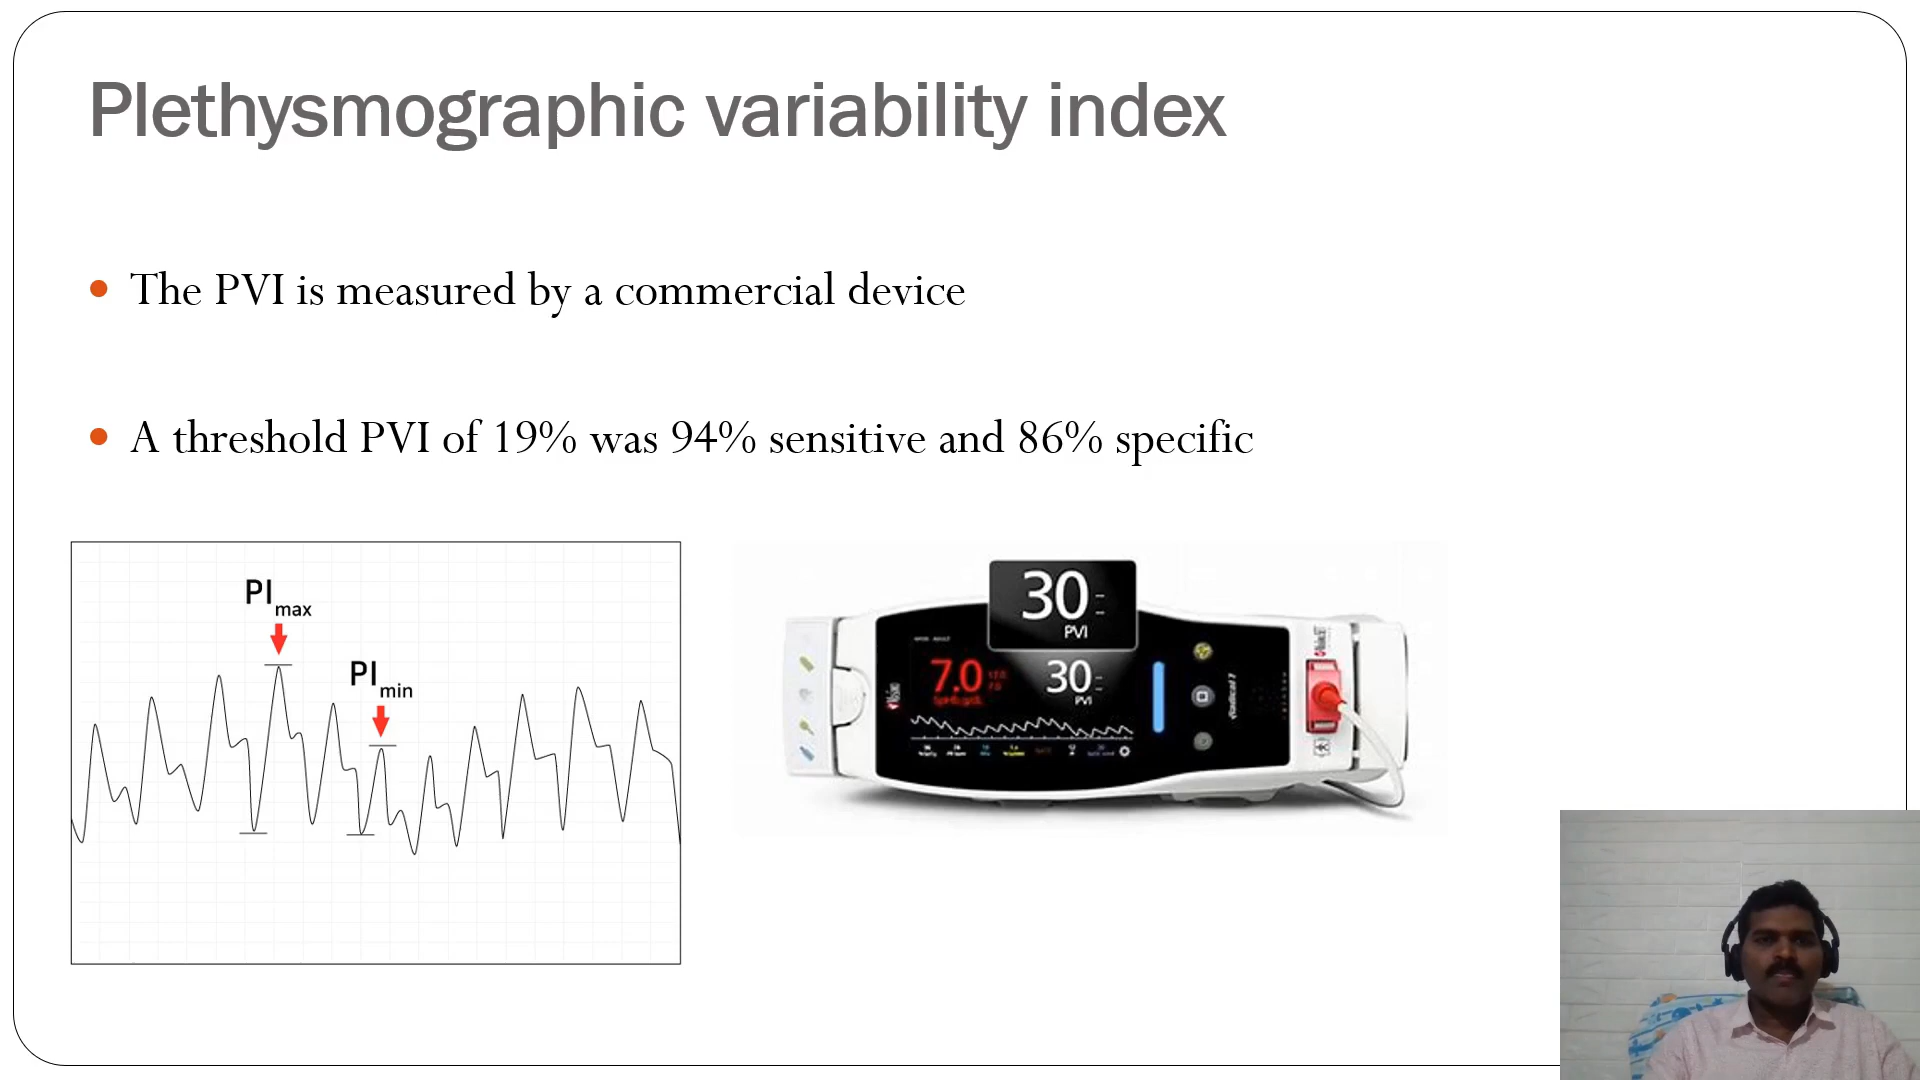 Plethysmographic variability index
The PVI is measured by a commercial device
A threshold PVI of 19% was 94% sensitive and 86% specific
PI max
PI min
30
PVI
7.0
30
PVI